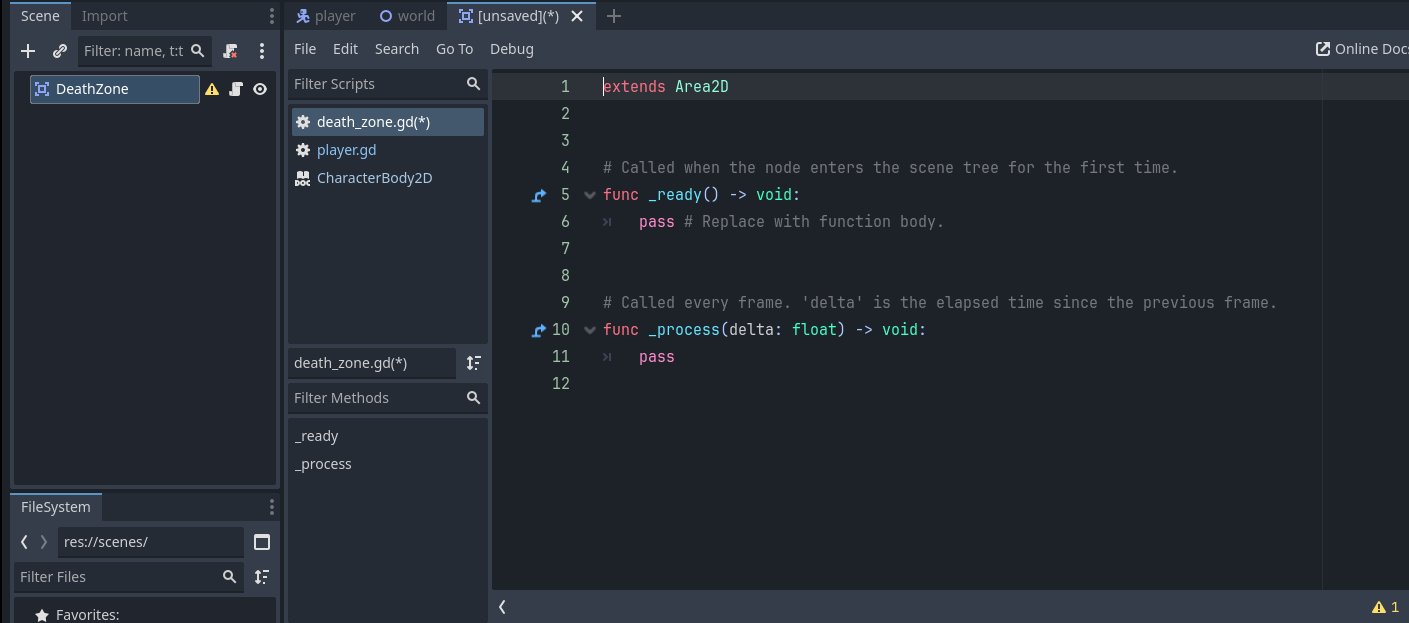 Scene Import
Filter: name, t:t
DeathZone
FileSystem
res://scenes/
Filter Files
Favorites:
player world [unsaved](*)
File Edit Search Go To Debug
Online Docs
Filter Scripts
death_zone.gd(*)
player.gd
CharacterBody2D
death_zone.gd(*)
Filter Methods
_ready
_process
1 extends Area2D
2
3
4 # Called when the node enters the scene tree for the first time.
5 func _ready() -> void:
6 pass # Replace with function body.
7
8
9 # Called every frame. 'delta' is the elapsed time since the previous frame.
10 func _process(delta: float) -> void:
11 pass
12
1